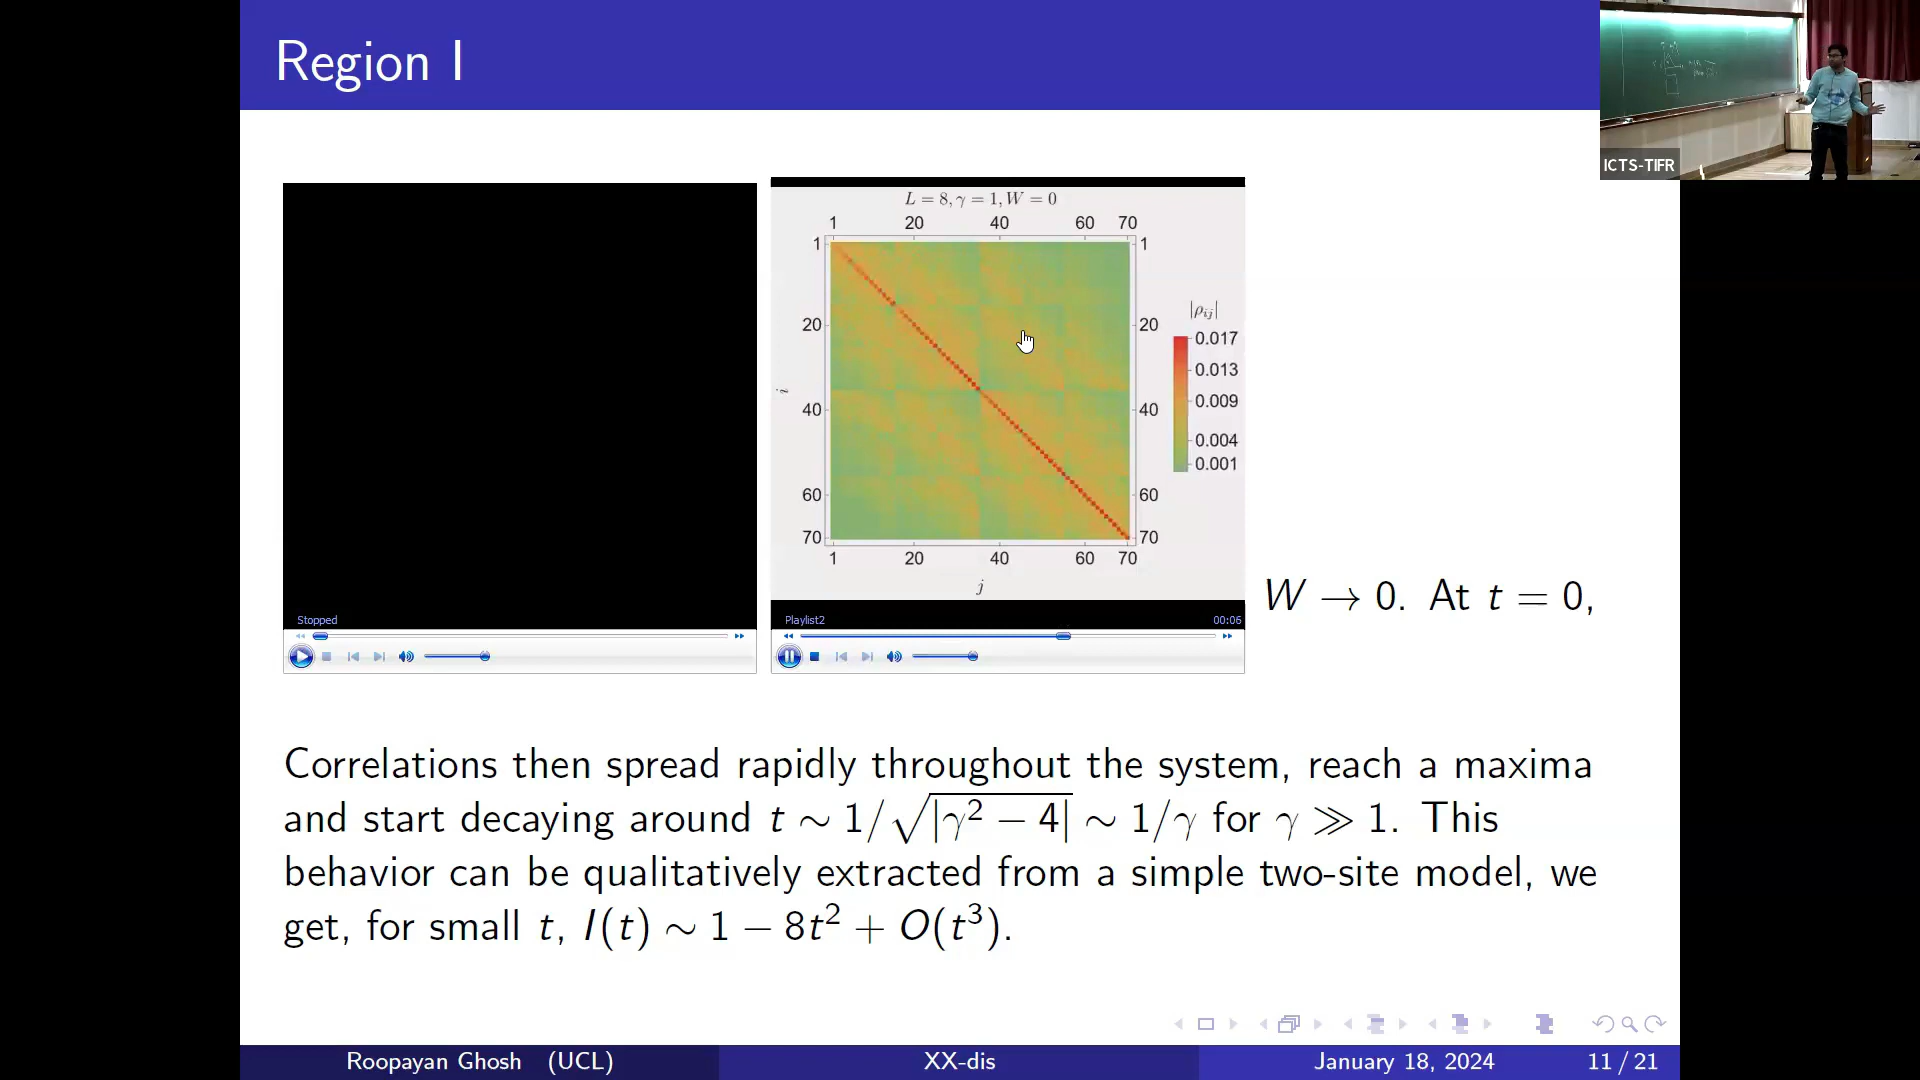 Region I
ICTS-TIFR
L = 8, γ = 1, W = 0
1 20 40 60 70
1 1
20 20
40 40
60 60
70 70
1 20 40 60 70
i
j
|ρij|
0.017
0.013
0.009
0.004
0.001
Stopped
Playlist2 00:06
W → 0. At t = 0,
Correlations then spread rapidly throughout the system, reach a maxima
and start decaying around t ∼ 1/√|γ² − 4| ∼ 1/γ for γ ≫ 1. This
behavior can be qualitatively extracted from a simple two-site model, we
get, for small t, I(t) ∼ 1 − 8t² + O(t³).
Roopayan Ghosh (UCL) XX-dis January 18, 2024 11 / 21